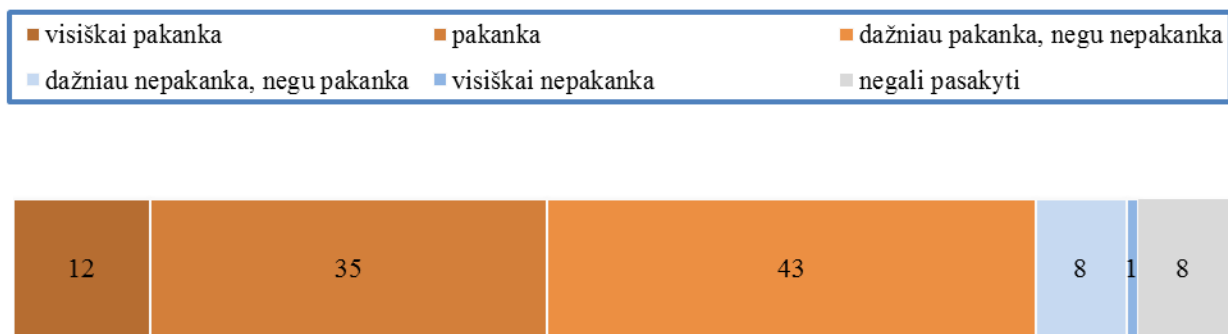 visiškai pakanka pakanka dažniau pakanka, negu nepakanka
dažniau nepakanka, negu pakanka visiškai nepakanka negali pasakyti
12 35 43 8 1 8